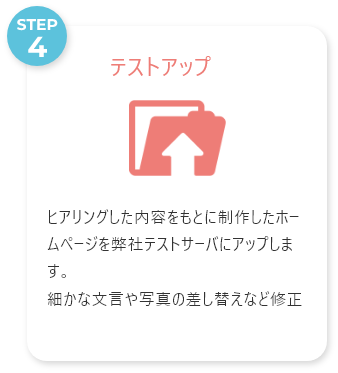 STEP
4
テストアップ
ヒアリングした内容をもとに制作したホー
ムページを弊社テストサーバにアップしま
す。
細かな文言や写真の差し替えなど修正